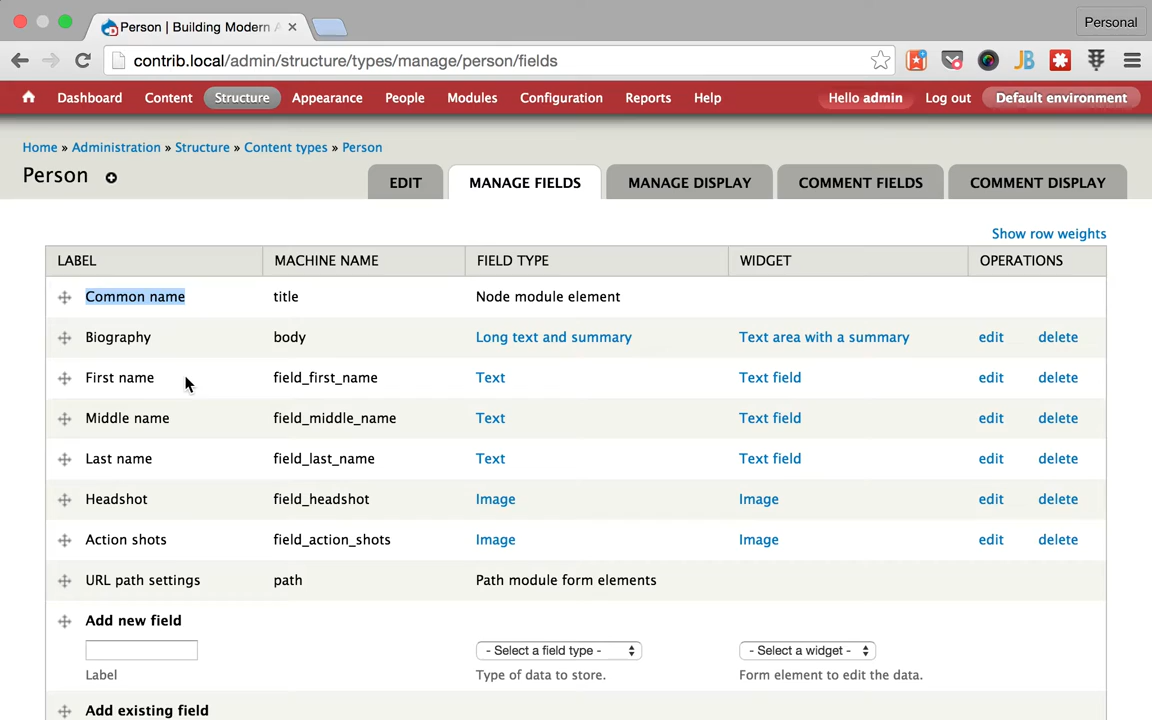 Person | Building Modern A
Personal
contrib.local/admin/structure/types/manage/person/fields
JB
Dashboard Content Structure Appearance People Modules Configuration Reports Help Hello admin Log out Default environment
Home » Administration » Structure » Content types » Person
Person
EDIT MANAGE FIELDS MANAGE DISPLAY COMMENT FIELDS COMMENT DISPLAY
Show row weights
LABEL MACHINE NAME FIELD TYPE WIDGET OPERATIONS
Common name title Node module element
Biography body Long text and summary Text area with a summary edit delete
First name field_first_name Text Text field edit delete
Middle name field_middle_name Text Text field edit delete
Last name field_last_name Text Text field edit delete
Headshot field_headshot Image Image edit delete
Action shots field_action_shots Image Image edit delete
URL path settings path Path module form elements
Add new field
- Select a field type - - Select a widget -
Label Type of data to store. Form element to edit the data.
Add existing field